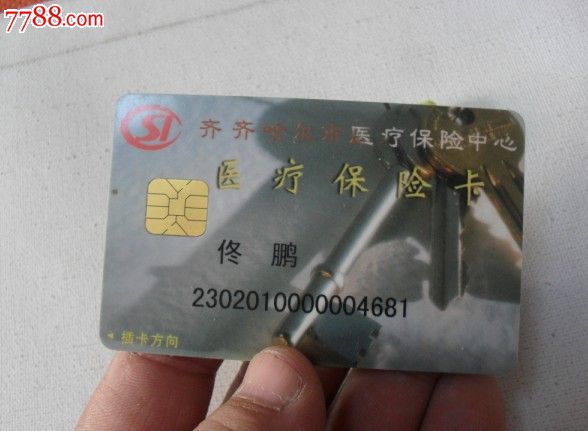 7788.com
SI 齐齐哈尔市医疗保险中心
医疗保险卡
佟 鹏
2302010000004681
插卡方向